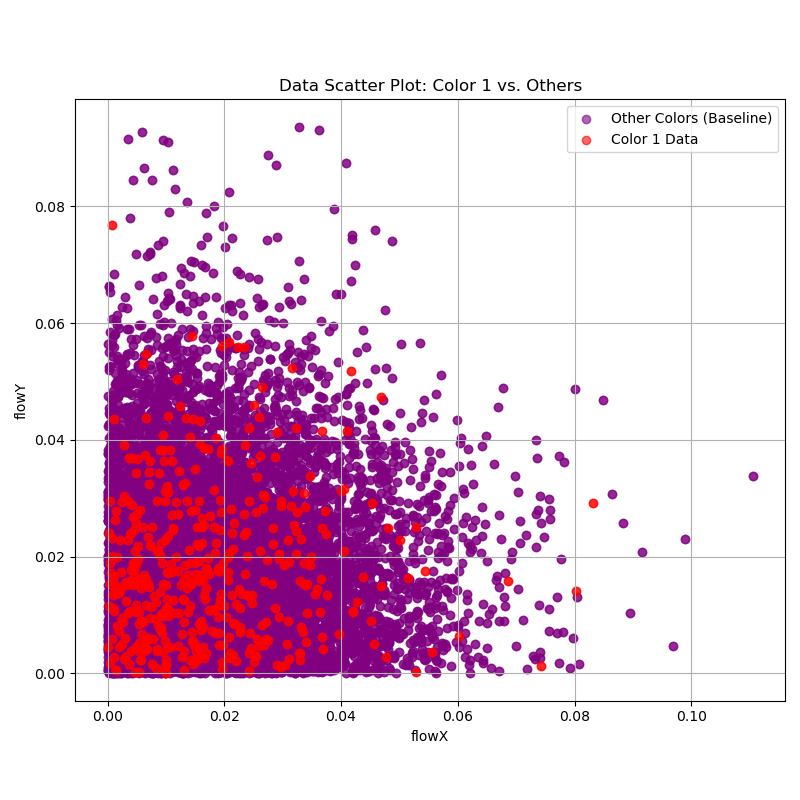 Data Scatter Plot: Color 1 vs. Others
Other Colors (Baseline)
Color 1 Data
flowY
0.08
0.06
0.04
0.02
0.00
0.00 0.02 0.04 0.06 0.08 0.10
flowX